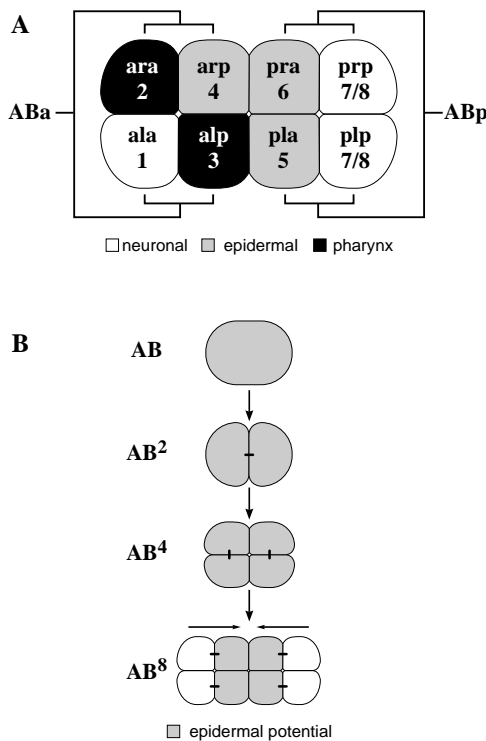 A
ara arp pra prp
2 4 6 7/8
ABa ABp
ala alp pla plp
1 3 5 7/8
neuronal epidermal pharynx
B
AB
AB²
AB⁴
AB⁸
epidermal potential